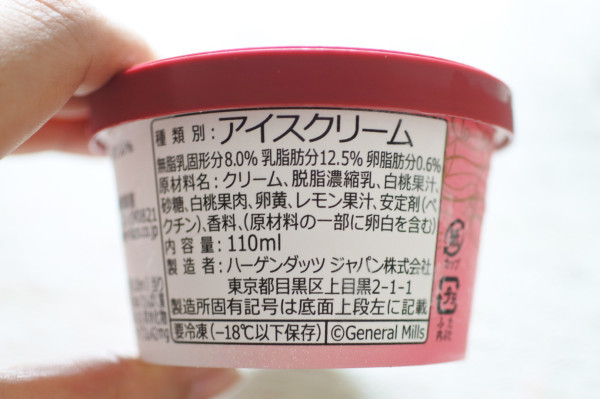 種類別:アイスクリーム
無脂乳固形分8.0% 乳脂肪分12.5% 卵脂肪分0.6%
原材料名:クリーム、脱脂濃縮乳、白桃果汁、
砂糖、白桃果肉、卵黄、レモン果汁、安定剤(ペ
クチン)、香料、(原材料の一部に卵白を含む)
内容量:110ml
製造者:ハーゲンダッツ ジャパン株式会社
東京都目黒区上目黒2-1-1
製造所固有記号は底面上段左に記載
要冷凍(−18℃以下保存) ©General Mills
カップ
プラ